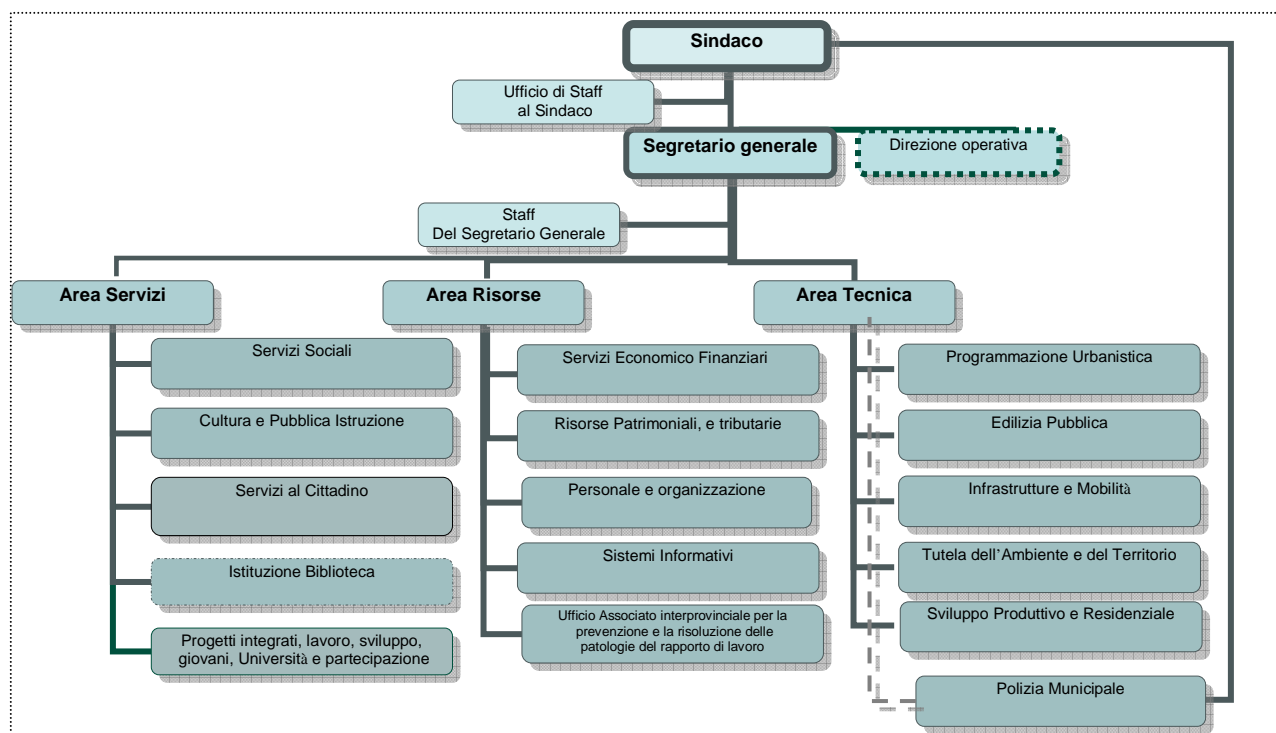 Sindaco
Ufficio di Staff
al Sindaco
Segretario generale
Direzione operativa
Staff
Del Segretario Generale
Area Servizi
Area Risorse
Area Tecnica
Servizi Sociali
Cultura e Pubblica Istruzione
Servizi al Cittadino
Istituzione Biblioteca
Progetti integrati, lavoro, sviluppo,
giovani, Università e partecipazione
Servizi Economico Finanziari
Risorse Patrimoniali, e tributarie
Personale e organizzazione
Sistemi Informativi
Ufficio Associato interprovinciale per la
prevenzione e la risoluzione delle
patologie del rapporto di lavoro
Programmazione Urbanistica
Edilizia Pubblica
Infrastrutture e Mobilità
Tutela dell'Ambiente e del Territorio
Sviluppo Produttivo e Residenziale
Polizia Municipale